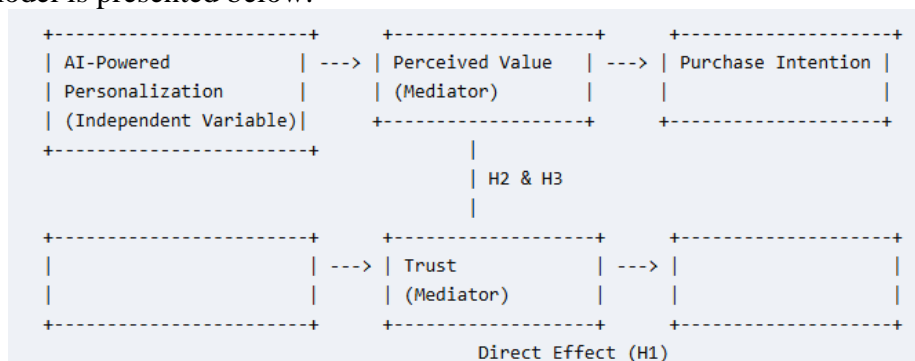 model is presented below:
+------------------------+ +-------------------+ +--------------------+
| AI-Powered | ---> | Perceived Value | ---> | Purchase Intention |
| Personalization | | (Mediator) | | |
| (Independent Variable)| +-------------------+ +--------------------+
+------------------------+ |
| H2 & H3
|
+------------------------+ +-------------------+ +--------------------+
| | ---> | Trust | ---> | |
| | | (Mediator) | | |
+------------------------+ +-------------------+ +--------------------+
Direct Effect (H1)